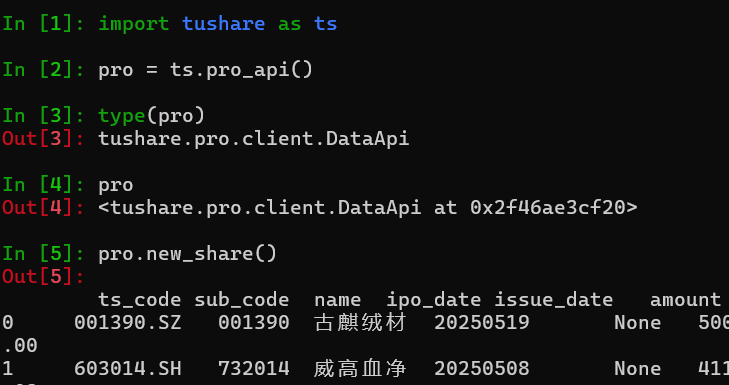 In [1]: import tushare as ts
In [2]: pro = ts.pro_api()
In [3]: type(pro)
Out[3]: tushare.pro.client.DataApi
In [4]: pro
Out[4]: <tushare.pro.client.DataApi at 0x2f46ae3cf20>
In [5]: pro.new_share()
Out[5]:
ts_code sub_code name ipo_date issue_date amount
0 001390.SZ 001390 古麒绒材 20250519 None 500
.00
1 603014.SH 732014 威高血净 20250508 None 411